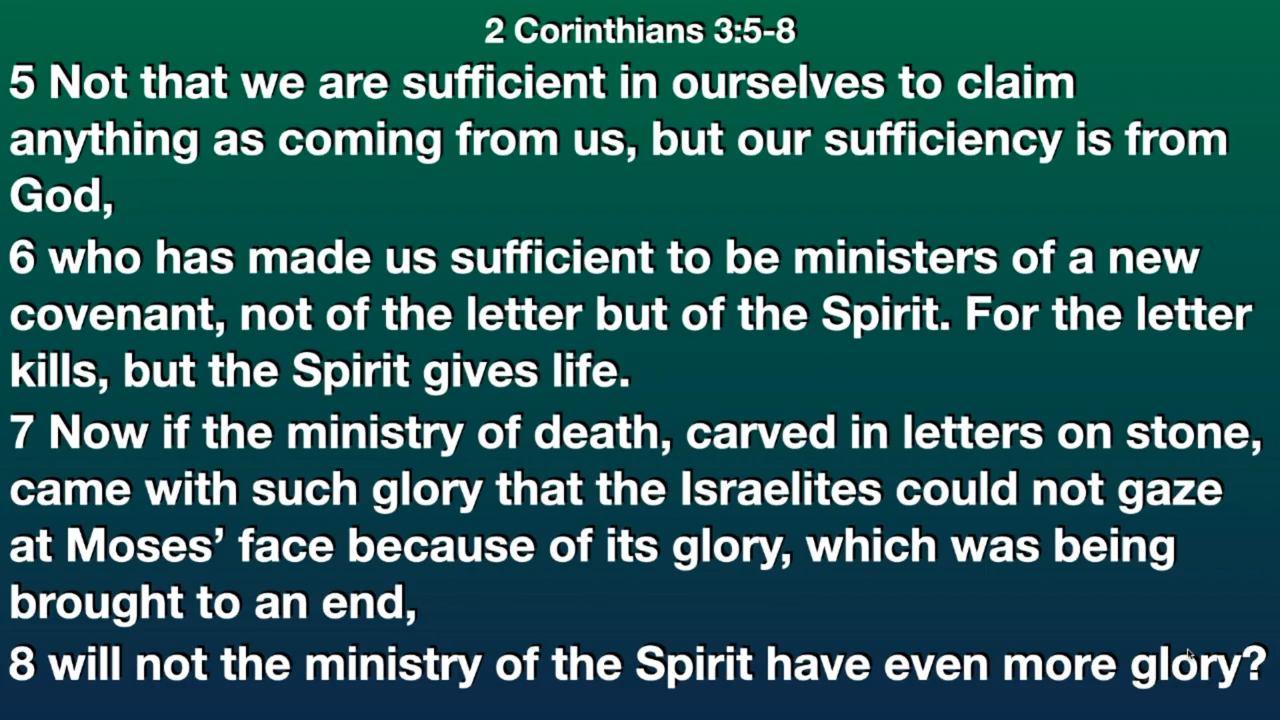 2 Corinthians 3:5-8
5 Not that we are sufficient in ourselves to claim
anything as coming from us, but our sufficiency is from
God,
6 who has made us sufficient to be ministers of a new
covenant, not of the letter but of the Spirit. For the letter
kills, but the Spirit gives life.
7 Now if the ministry of death, carved in letters on stone,
came with such glory that the Israelites could not gaze
at Moses’ face because of its glory, which was being
brought to an end,
8 will not the ministry of the Spirit have even more glory?